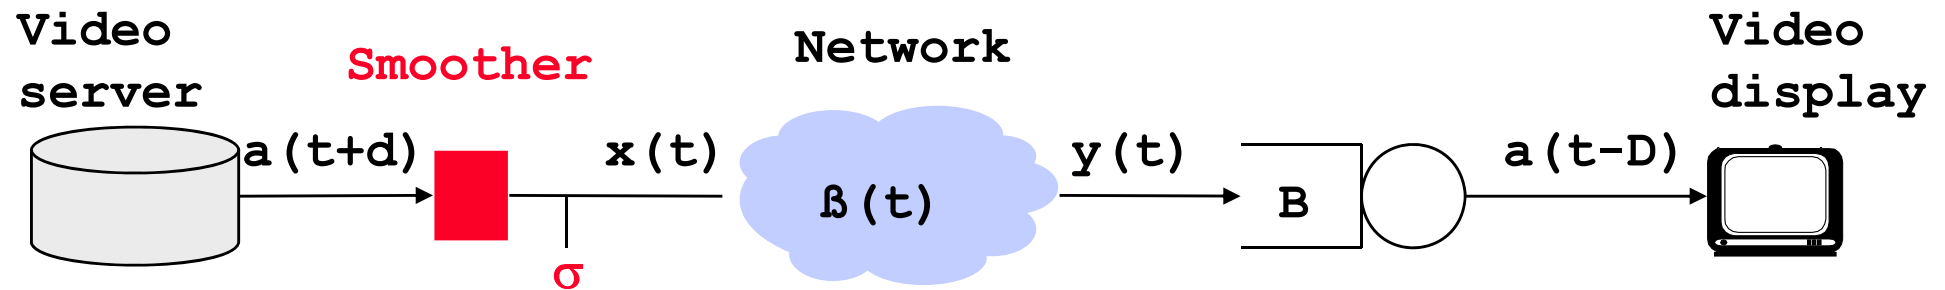 Video
server
Smoother
Network
Video
display
a(t+d)
x(t)
ß(t)
y(t)
B
a(t-D)
σ